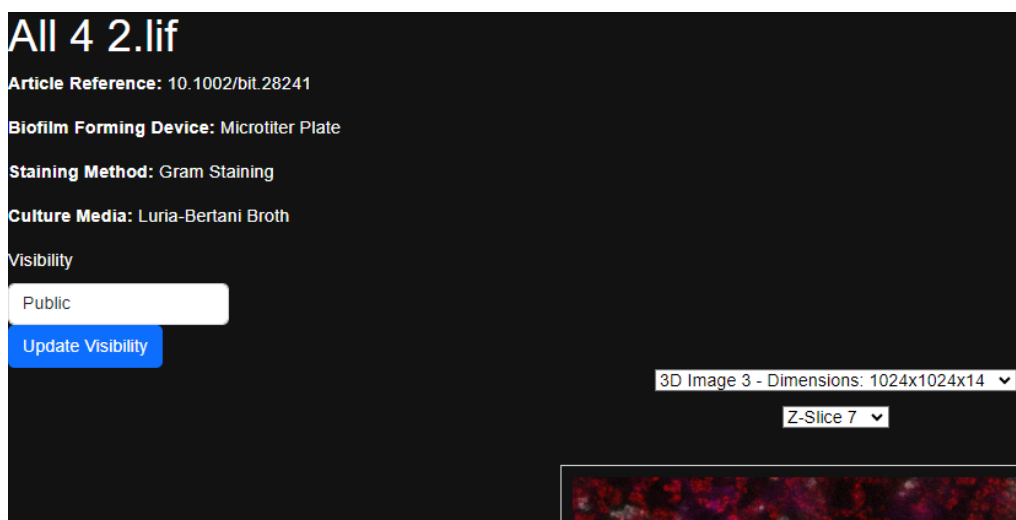 All 4 2.lif
Article Reference: 10.1002/bit.28241
Biofilm Forming Device: Microtiter Plate
Staining Method: Gram Staining
Culture Media: Luria-Bertani Broth
Visibility
Public
Update Visibility
3D Image 3 - Dimensions: 1024x1024x14
Z-Slice 7